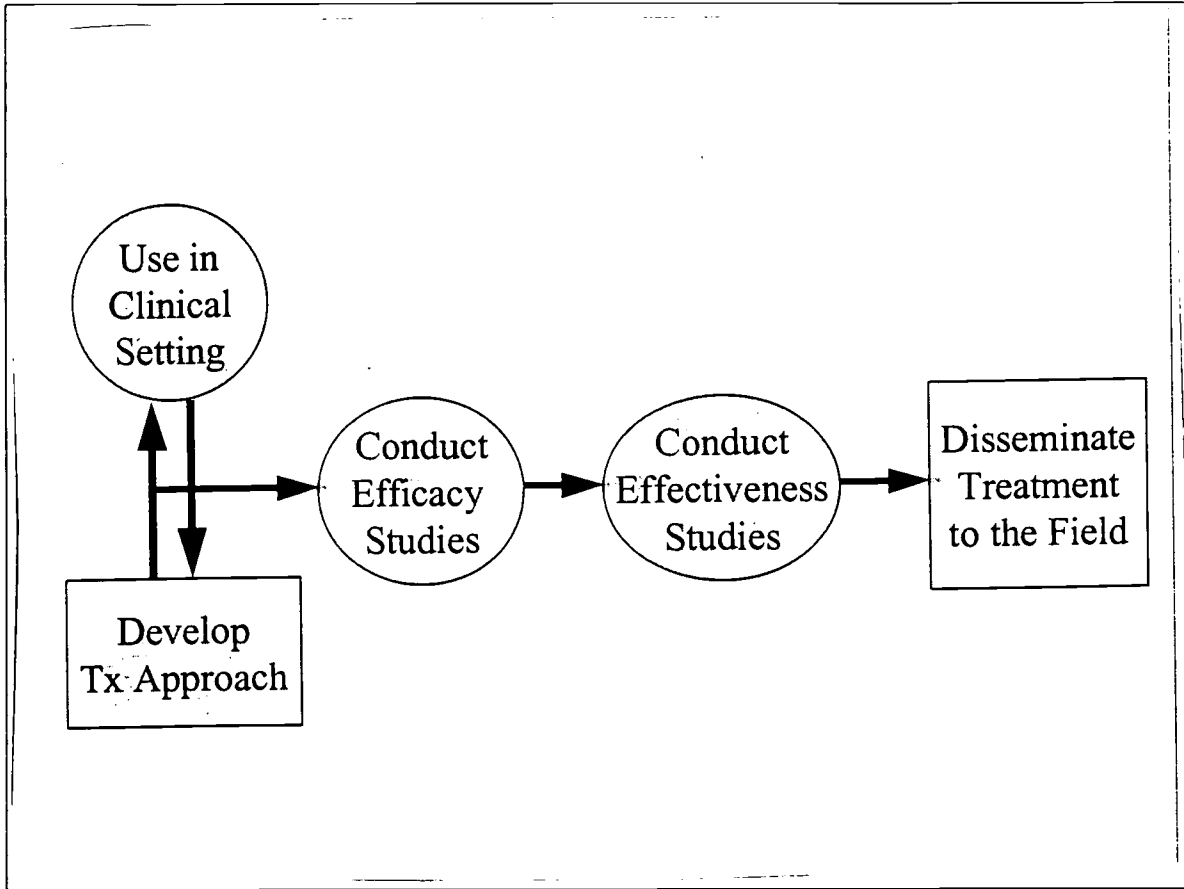 Use in
Clinical
Setting
Develop
Tx Approach
Conduct
Efficacy
Studies
Conduct
Effectiveness
Studies
Disseminate
Treatment
to the Field